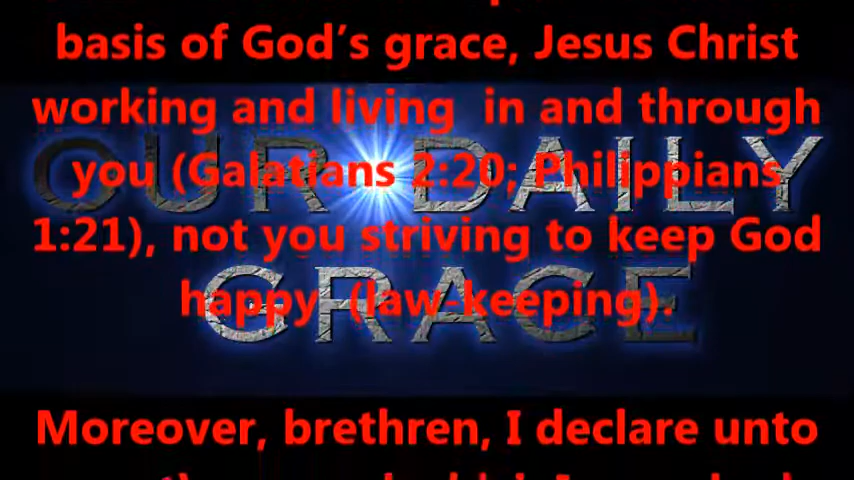 basis of God’s grace, Jesus Christ
working and living  in and through
you (Galatians 2:20; Philippians
1:21), not you striving to keep God
happy  (law-keeping).
Moreover, brethren, I declare unto
OUR DAILY
GRACE